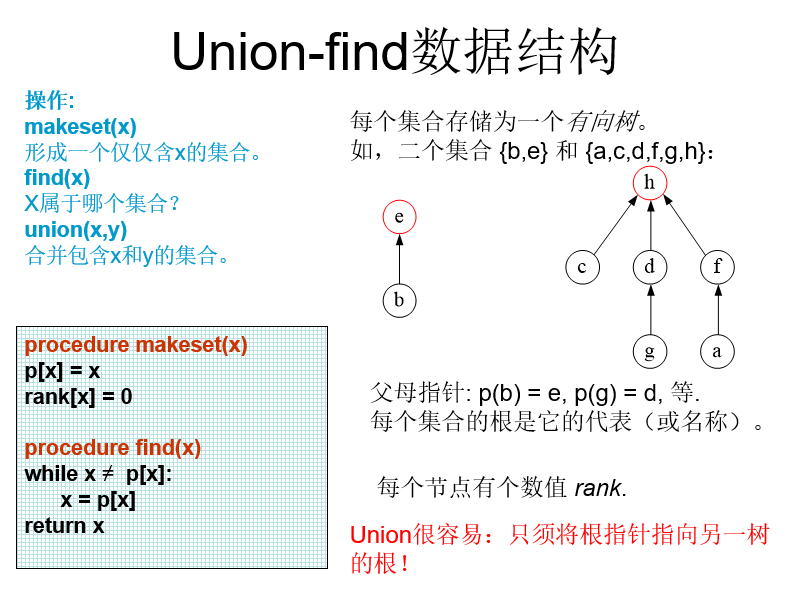 Union-find数据结构
操作:
makeset(x)
形成一个仅仅含x的集合。
find(x)
X属于哪个集合?
union(x,y)
合并包含x和y的集合。
procedure makeset(x)
p[x] = x
rank[x] = 0
procedure find(x)
while x ≠ p[x]:
x = p[x]
return x
每个集合存储为一个有向树。
如，二个集合 {b,e} 和 {a,c,d,f,g,h}：
h
e
c
d
f
b
g
a
父母指针: p(b) = e, p(g) = d, 等.
每个集合的根是它的代表（或名称）。
每个节点有个数值 rank.
Union很容易：只须将根指针指向另一树
的根！